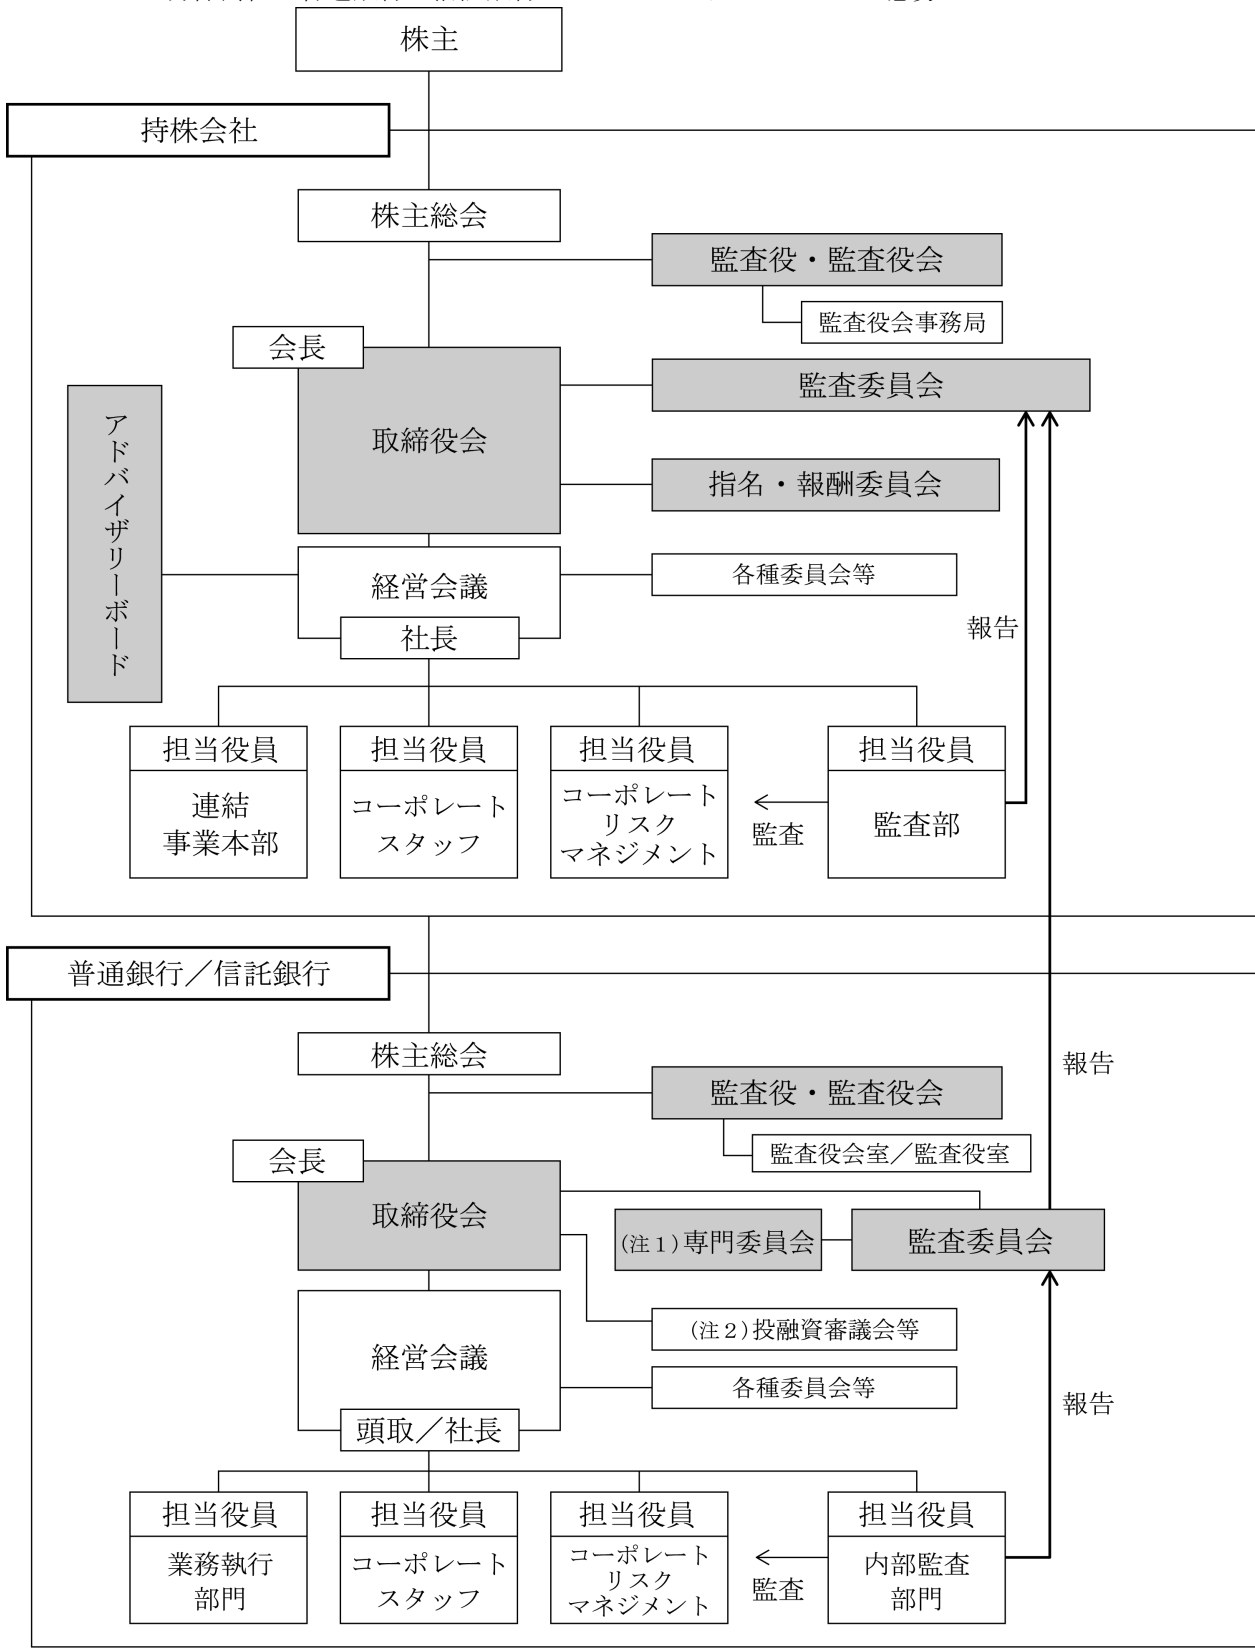 株主
持株会社
株主総会
監査役・監査役会
監査役会事務局
会長
監査委員会
取締役会
アドバイザリーボード
指名・報酬委員会
経営会議
各種委員会等
社長
報告
担当役員
連結
事業本部
担当役員
コーポレート
スタッフ
担当役員
コーポレート
リスク
マネジメント
監査
担当役員
監査部
普通銀行／信託銀行
株主総会
報告
監査役・監査役会
監査役会室／監査役室
会長
取締役会
(注１)専門委員会
監査委員会
(注２)投融資審議会等
経営会議
各種委員会等
頭取／社長
報告
担当役員
業務執行
部門
担当役員
コーポレート
スタッフ
担当役員
コーポレート
リスク
マネジメント
監査
担当役員
内部監査
部門